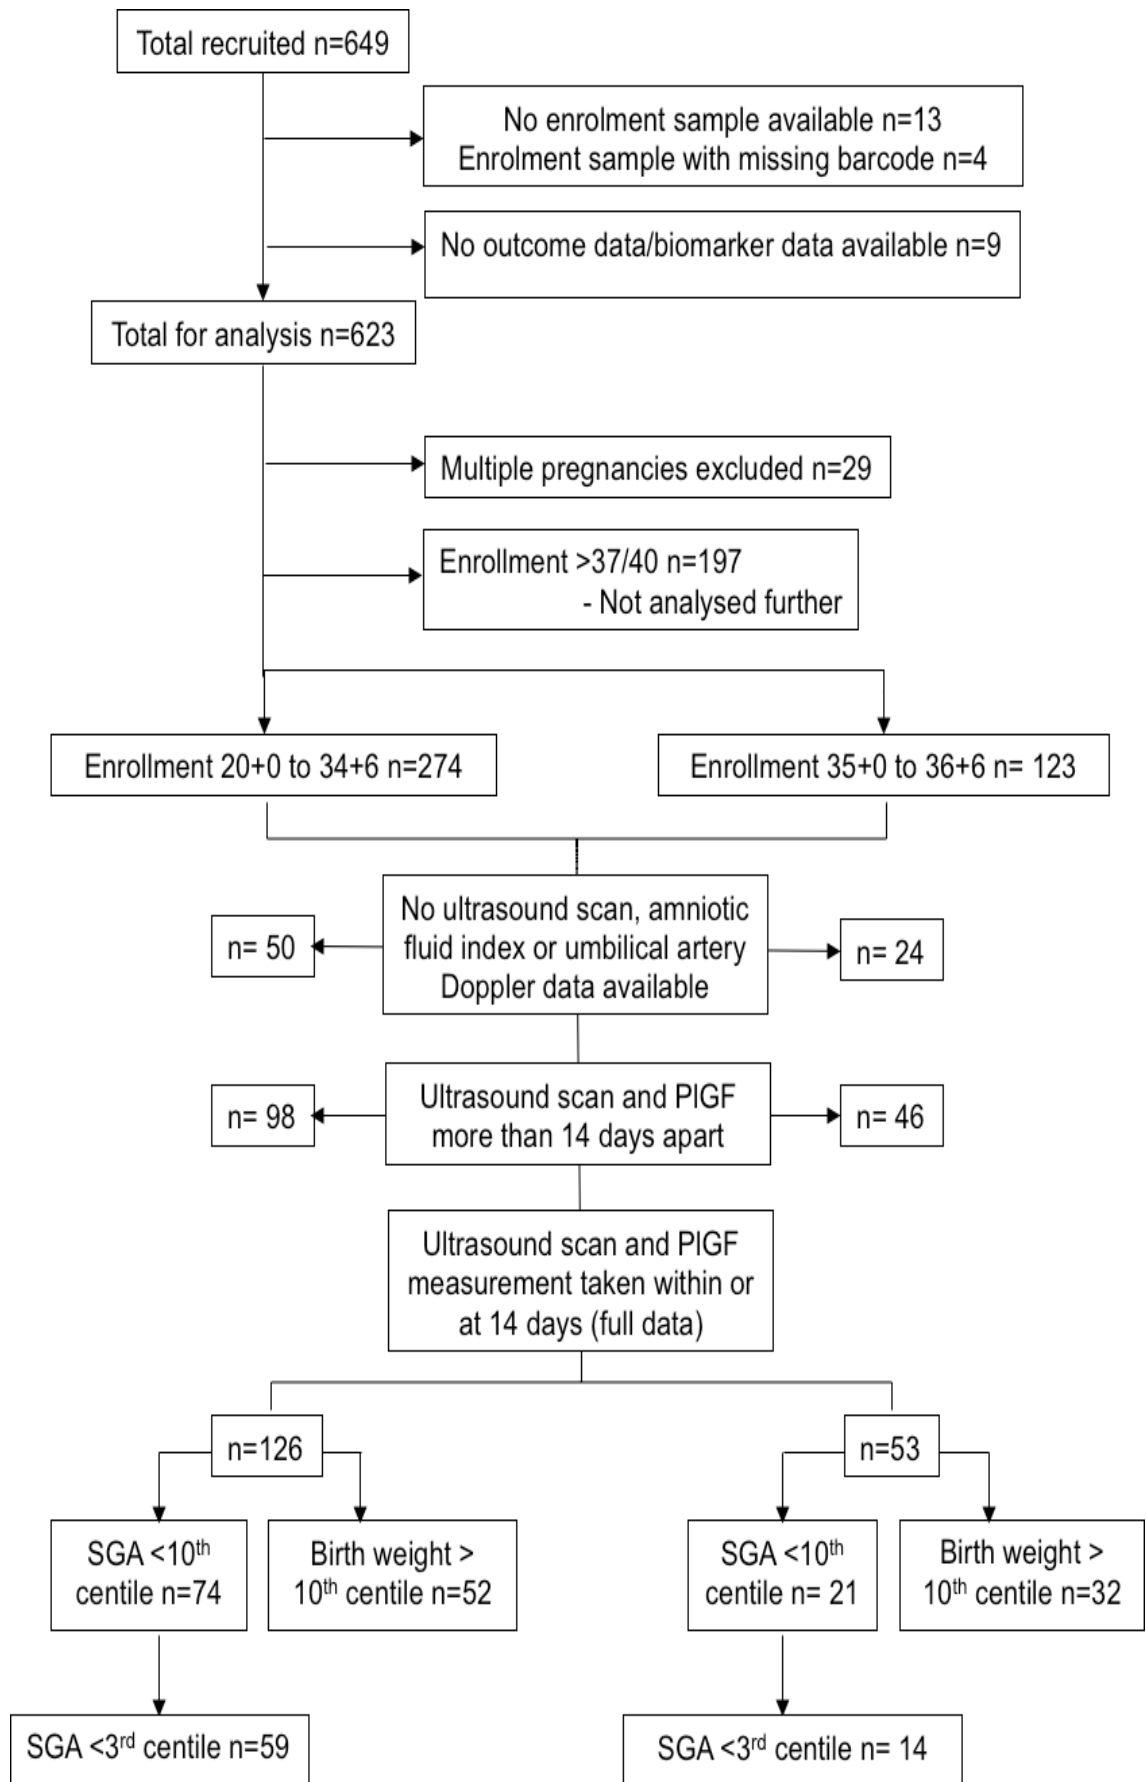 Total recruited n=649
No enrolment sample available n=13
Enrolment sample with missing barcode n=4
No outcome data/biomarker data available n=9
Total for analysis n=623
Multiple pregnancies excluded n=29
Enrollment >37/40 n=197
- Not analysed further
Enrollment 20+0 to 34+6 n=274
Enrollment 35+0 to 36+6 n= 123
No ultrasound scan, amniotic
fluid index or umbilical artery
Doppler data available
n= 50
n= 24
Ultrasound scan and PlGF
more than 14 days apart
n= 98
n= 46
Ultrasound scan and PlGF
measurement taken within or
at 14 days (full data)
n=126
n=53
SGA <10th
centile n=74
Birth weight >
10th centile n=52
SGA <10th
centile n= 21
Birth weight >
10th centile n=32
SGA <3rd centile n=59
SGA <3rd centile n= 14